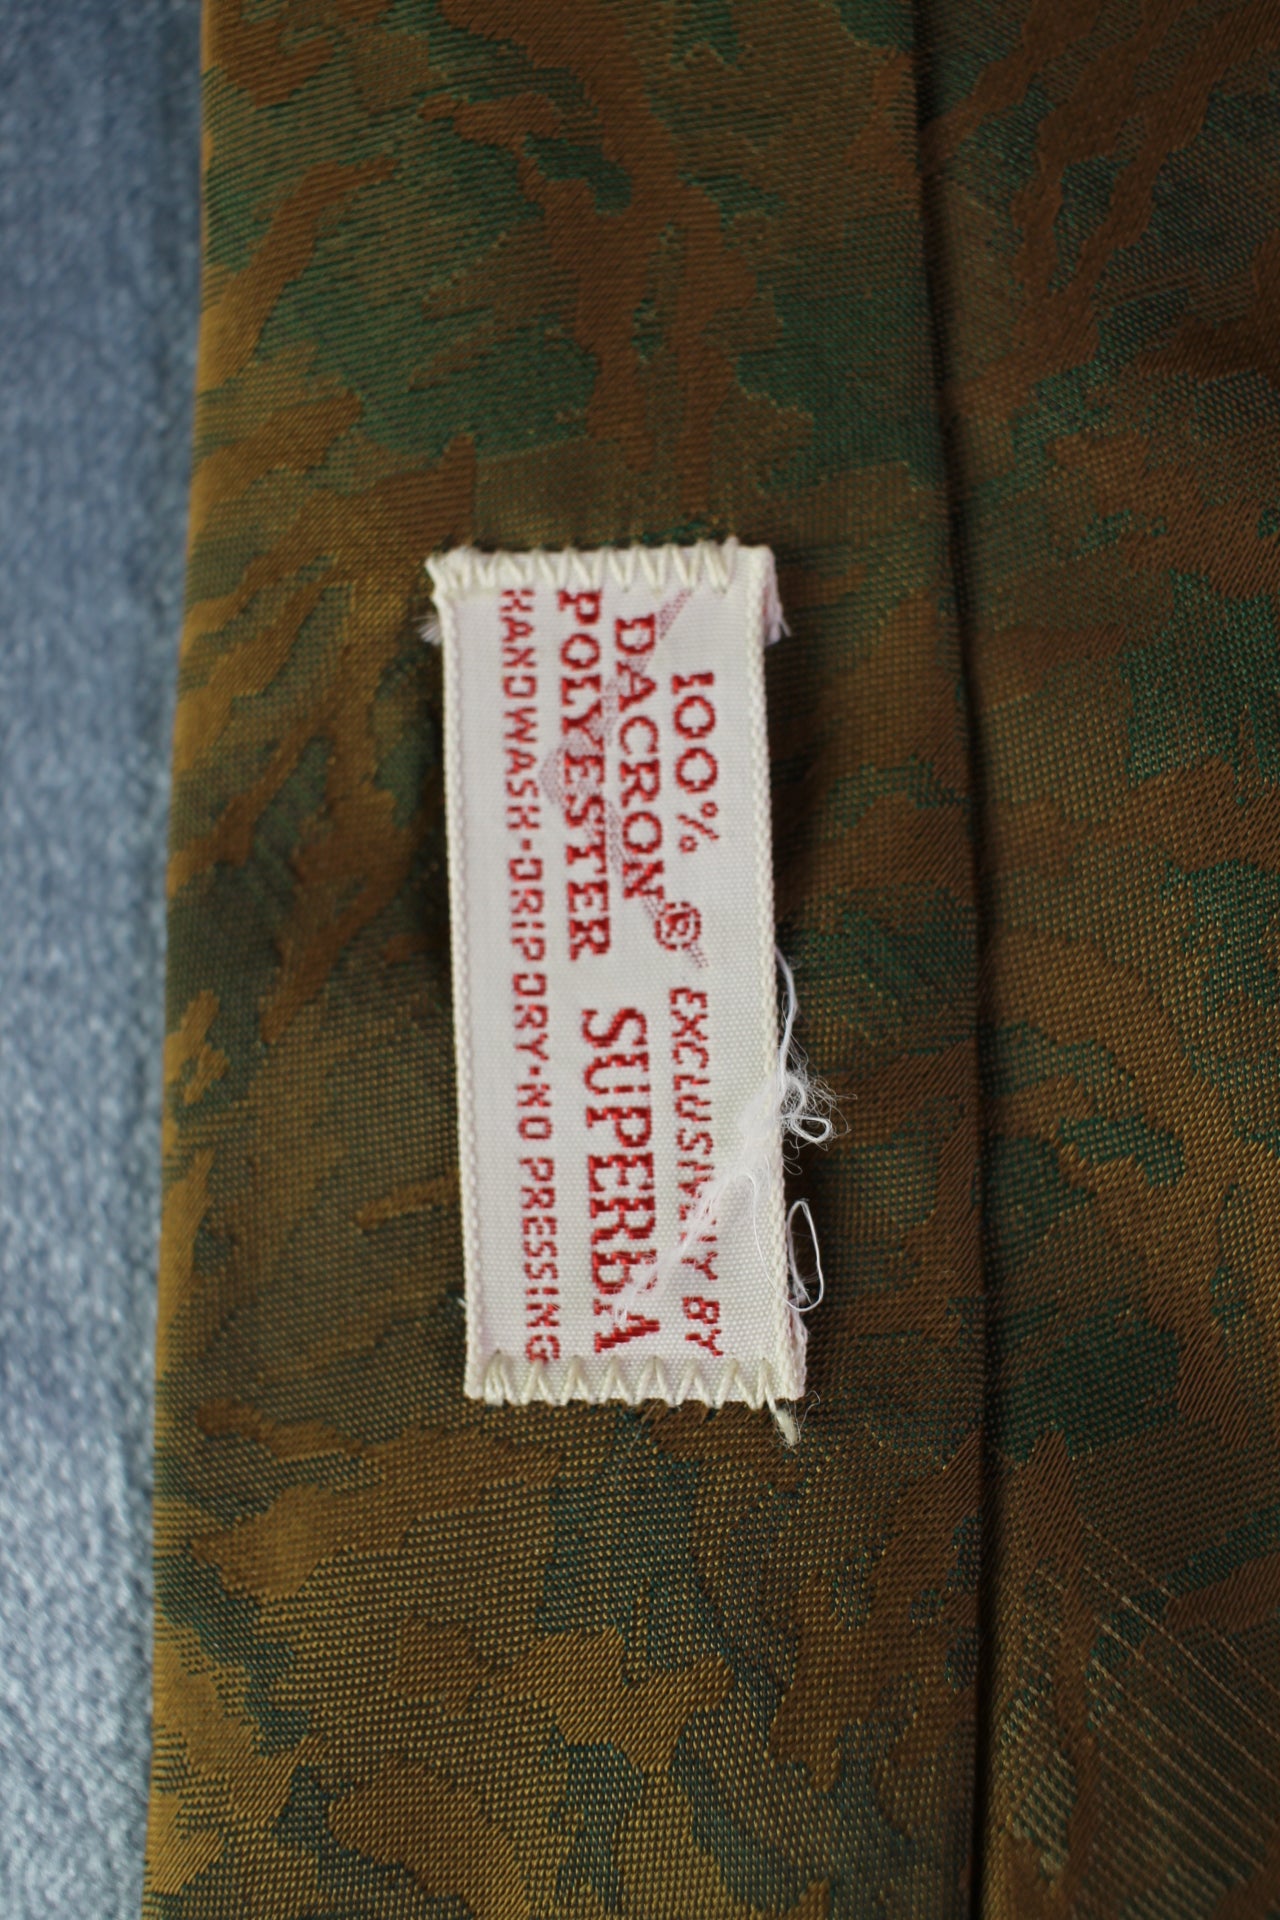 100%
DACRON®
POLYESTER
EXCLUSIVELY BY
SUPERBA
HANDWASH·DRIP DRY·NO PRESSING